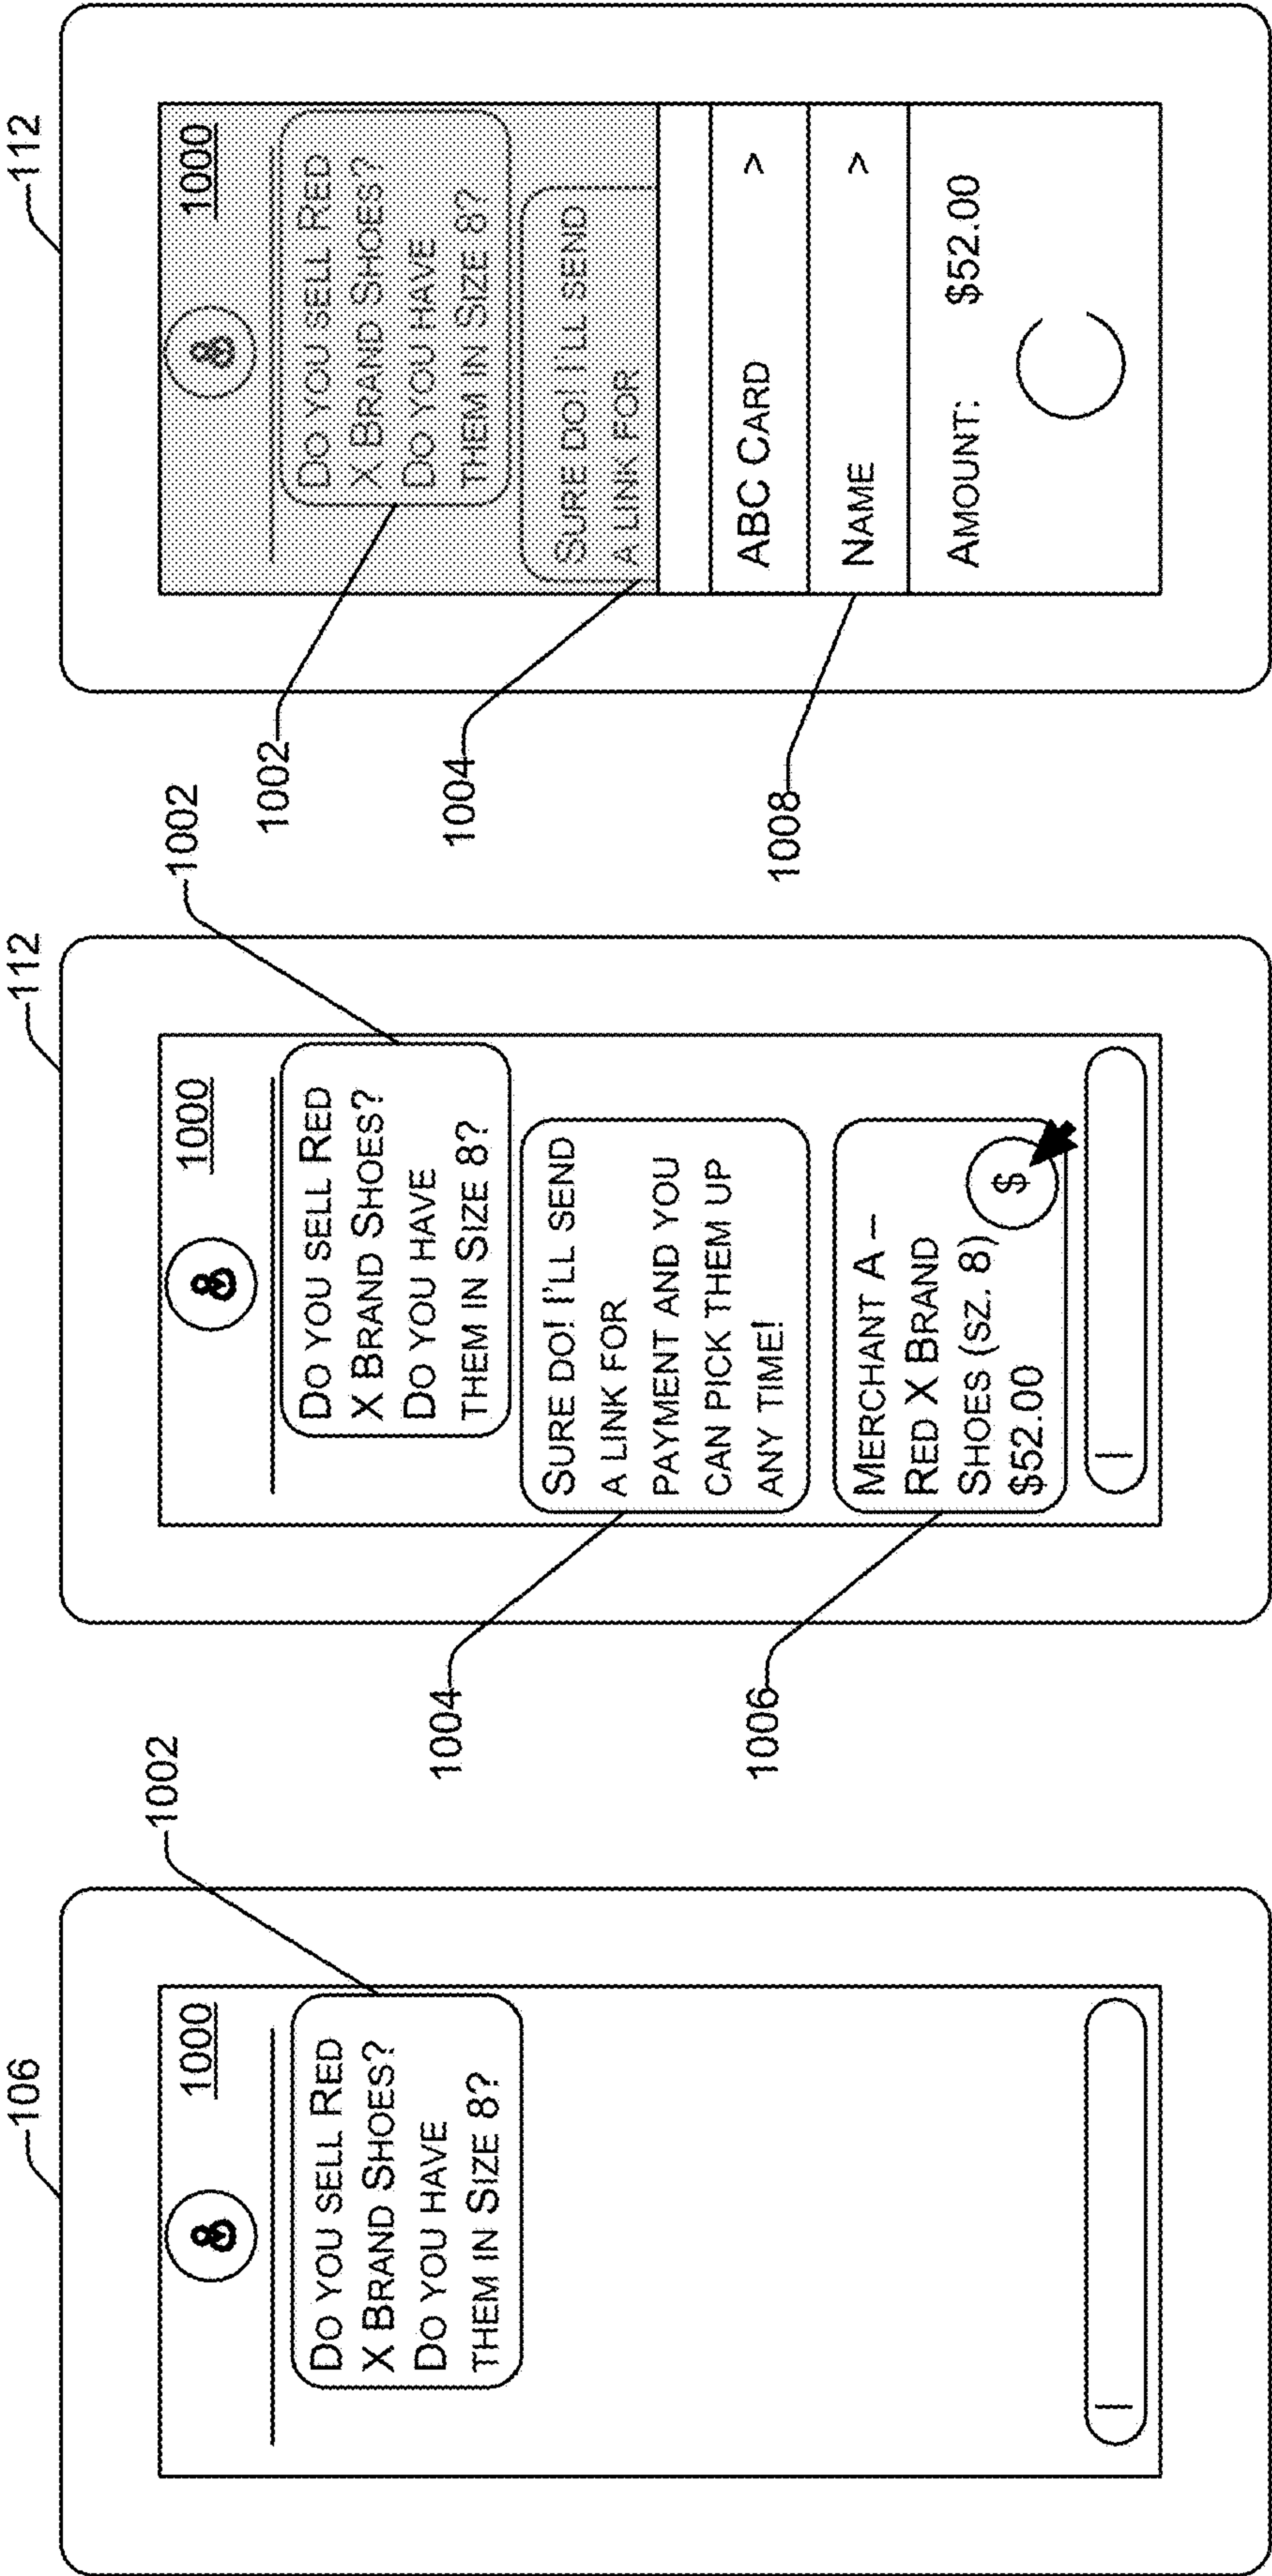 106
1000
DO YOU SELL RED
X BRAND SHOES?
DO YOU HAVE
THEM IN SIZE 8?
1002
112
1000
DO YOU SELL RED
X BRAND SHOES?
DO YOU HAVE
THEM IN SIZE 8?
1002
SURE DO! I'LL SEND
A LINK FOR
PAYMENT AND YOU
CAN PICK THEM UP
ANY TIME!
1004
MERCHANT A –
RED X BRAND
SHOES (SZ. 8)
$52.00
$
1006
112
1000
DO YOU SELL RED
X BRAND SHOES?
DO YOU HAVE
THEM IN SIZE 8?
1002
SURE DO! I'LL SEND
A LINK FOR
1004
ABC CARD >
NAME >
1008
AMOUNT: $52.00